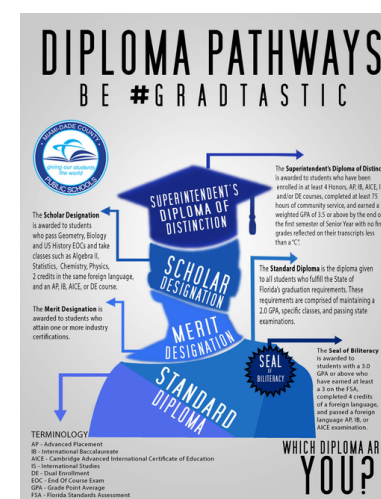 DIPLOMA PATHWAYS
BE #GRADTASTIC
MIAMI-DADE COUNTY
giving our students
the world
PUBLIC SCHOOLS
The Superintendent's Diploma of Distinc
is awarded to students who have been
enrolled in at least 4 Honors, AP, IB, AICE, I
and/or DE courses, completed at least 75
hours of community service, and earned a
weighted GPA of 3.5 or above by the end o
the first semester of Senior Year with no fin
grades reflected on their transcripts less
than a "C".
SUPERINTENDENT'S
DIPLOMA OF
DISTINCTION
The Scholar Designation
is awarded to students
who pass Geometry, Biology
and US History EOCs and take
classes such as Algebra II,
Statistics, Chemistry, Physics,
2 credits in the same foreign language,
and an AP, IB, AICE, or DE course.
SCHOLAR
DESIGNATION
The Standard Diploma is the diploma given
to all students who fulfill the State of
Florida's graduation requirements. These
requirements are comprised of maintaining a
2.0 GPA, specific classes, and passing state
examinations.
The Merit Designation is
awarded to students who
attain one or more industry
certifications.
MERIT
DESIGNATION
SEAL
OF
BILITERACY
The Seal of Biliteracy
is awarded to
students with a 3.0
GPA or above who
have earned at least
a 3 on the FSA,
completed 4 credits
of a foreign language,
and passed a foreign
language AP, IB, or
AICE examination.
STANDARD
DIPLOMA
TERMINOLOGY
AP - Advanced Placement
IB - International Baccalaureate
AICE - Cambridge Advanced International Certificate of Education
IS - International Studies
DE - Dual Enrollment
EOC - End Of Course Exam
GPA - Grade Point Average
FSA - Florida Standards Assessment
WHICH DIPLOMA AR
YOU?